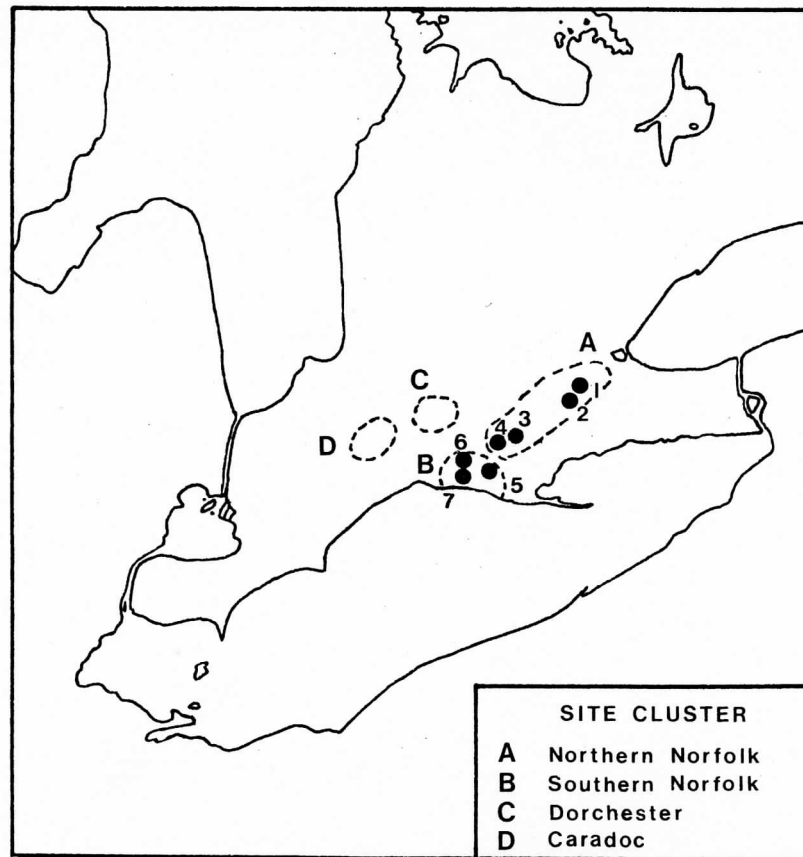 A
1
2
C
3
4
D
6
B
5
7
SITE CLUSTER
A Northern Norfolk
B Southern Norfolk
C Dorchester
D Caradoc